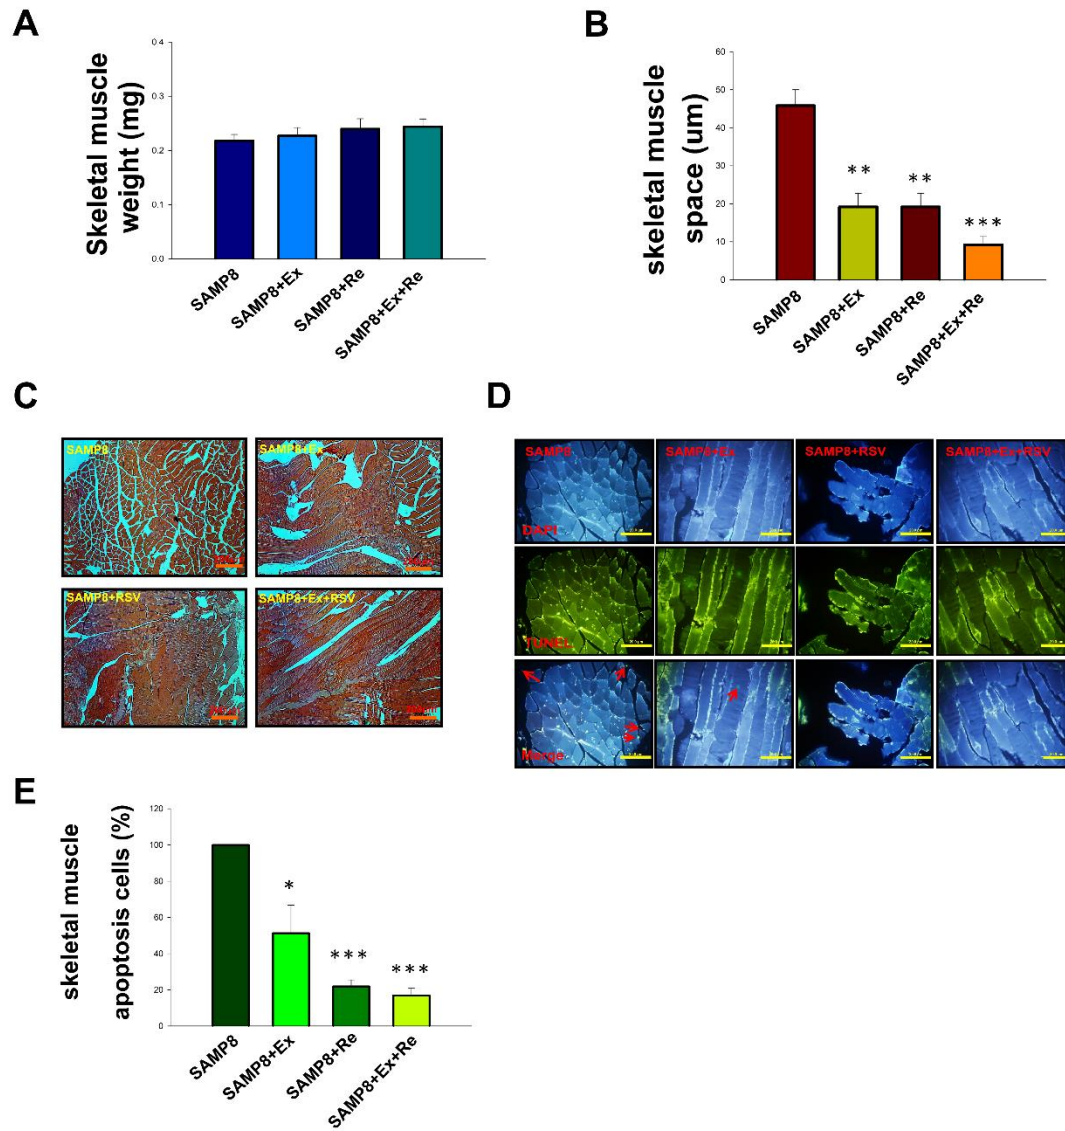 A
Skeletal muscle
weight (mg)
0.4
0.3
0.2
0.1
0.0
SAMP8
SAMP8+Ex
SAMP8+Re
SAMP8+Ex+Re
B
skeletal muscle
space (um)
60
50
40
30
20
10
0
**
**
***
SAMP8
SAMP8+Ex
SAMP8+Re
SAMP8+Ex+Re
C
SAMP8
SAMP8+Ex
SAMP8+RSV
SAMP8+Ex+RSV
D
SAMP8
SAMP8+Ex
SAMP8+RSV
SAMP8+Ex+RSV
DAPI
TUNEL
Merge
E
skeletal muscle
apoptosis cells (%)
120
100
80
60
40
20
0
*
***
***
SAMP8
SAMP8+Ex
SAMP8+Re
SAMP8+Ex+Re